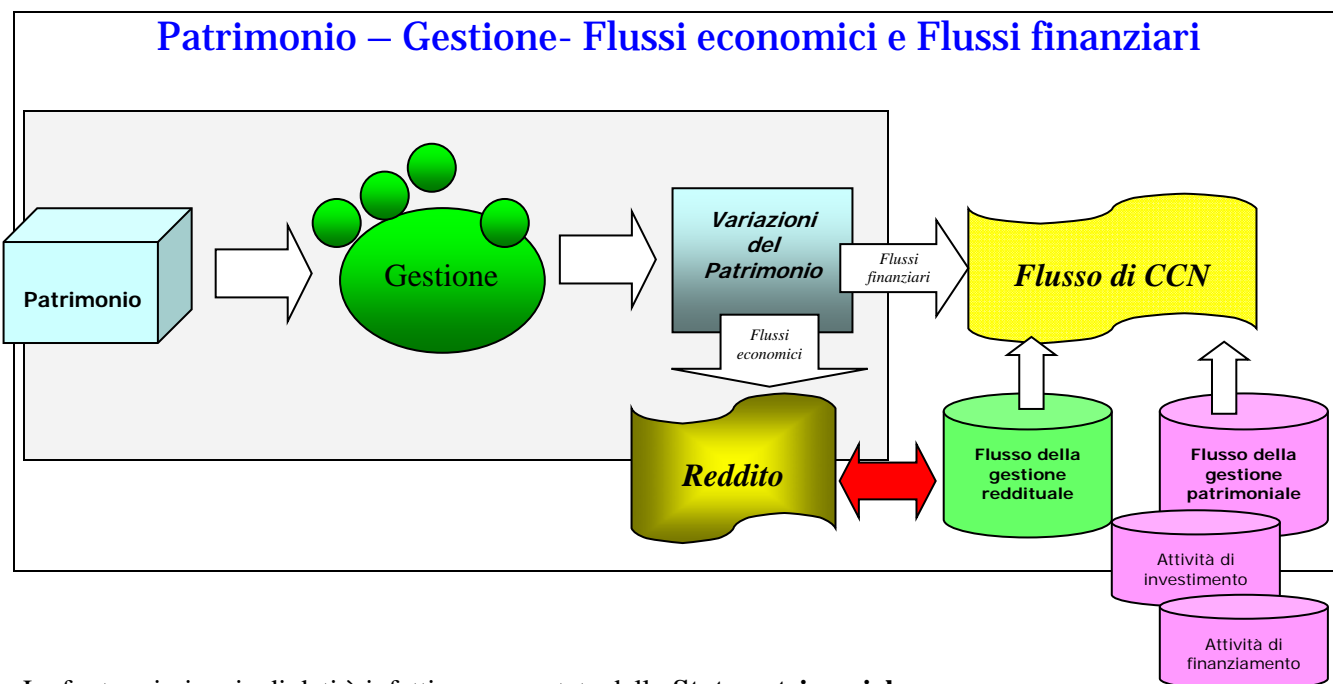 Patrimonio – Gestione- Flussi economici e Flussi finanziari
Patrimonio
Gestione
Variazioni
del
Patrimonio
Flussi
finanziari
Flusso di CCN
Flussi
economici
Reddito
Flusso della
gestione
reddituale
Flusso della
gestione
patrimoniale
Attività di
investimento
Attività di
finanziamento